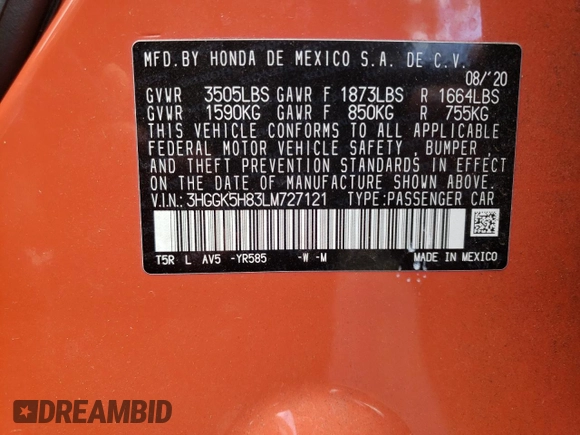 MFD.BY HONDA DE MEXICO S.A. DE C.V.
08/'20
GVWR 3505LBS GAWR F 1873LBS R 1664LBS
GVWR 1590KG GAWR F 850KG R 755KG
THIS VEHICLE CONFORMS TO ALL APPLICABLE
FEDERAL MOTOR VEHICLE SAFETY , BUMPER
AND THEFT PREVENTION STANDARDS IN EFFECT
ON THE DATE OF MANUFACTURE SHOWN ABOVE.
V.I.N.: 3HGGK5H83LM727121 TYPE:PASSENGER CAR
T5R L AV5 -YR585 -W -M MADE IN MEXICO
DREAMBID